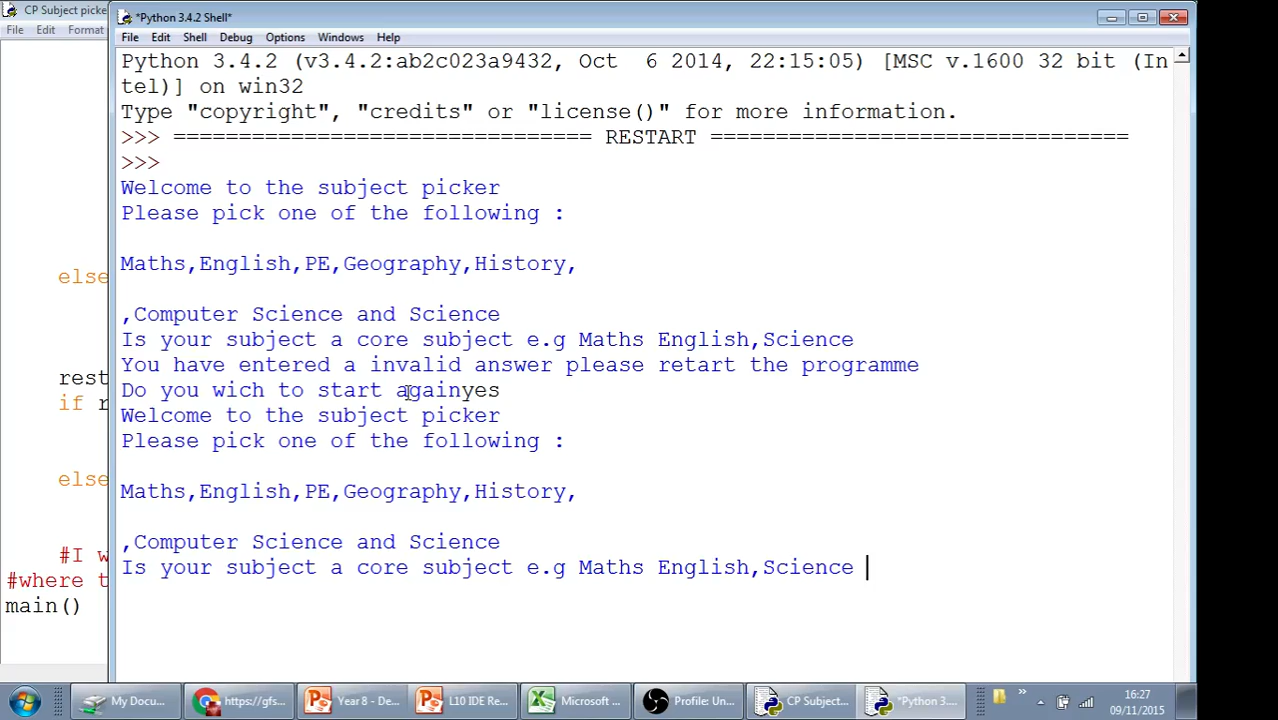 CP Subject picke
File Edit Format
*Python 3.4.2 Shell*
File Edit Shell Debug Options Windows Help
Python 3.4.2 (v3.4.2:ab2c023a9432, Oct  6 2014, 22:15:05) [MSC v.1600 32 bit (In
tel)] on win32
Type "copyright", "credits" or "license()" for more information.
>>> ================================ RESTART ================================
>>>
Welcome to the subject picker
Please pick one of the following :
Maths,English,PE,Geography,History,
,Computer Science and Science
Is your subject a core subject e.g Maths English,Science
You have entered a invalid answer please retart the programme
Do you wich to start againyes
Welcome to the subject picker
Please pick one of the following :
Maths,English,PE,Geography,History,
,Computer Science and Science
Is your subject a core subject e.g Maths English,Science
else
rest
if r
else
#I w
#where t
main()
My Docu...
https://gfs...
Year 8 - De...
L10 IDE Re...
Microsoft ...
Profile: Un...
CP Subject...
*Python 3....
16:27
09/11/2015